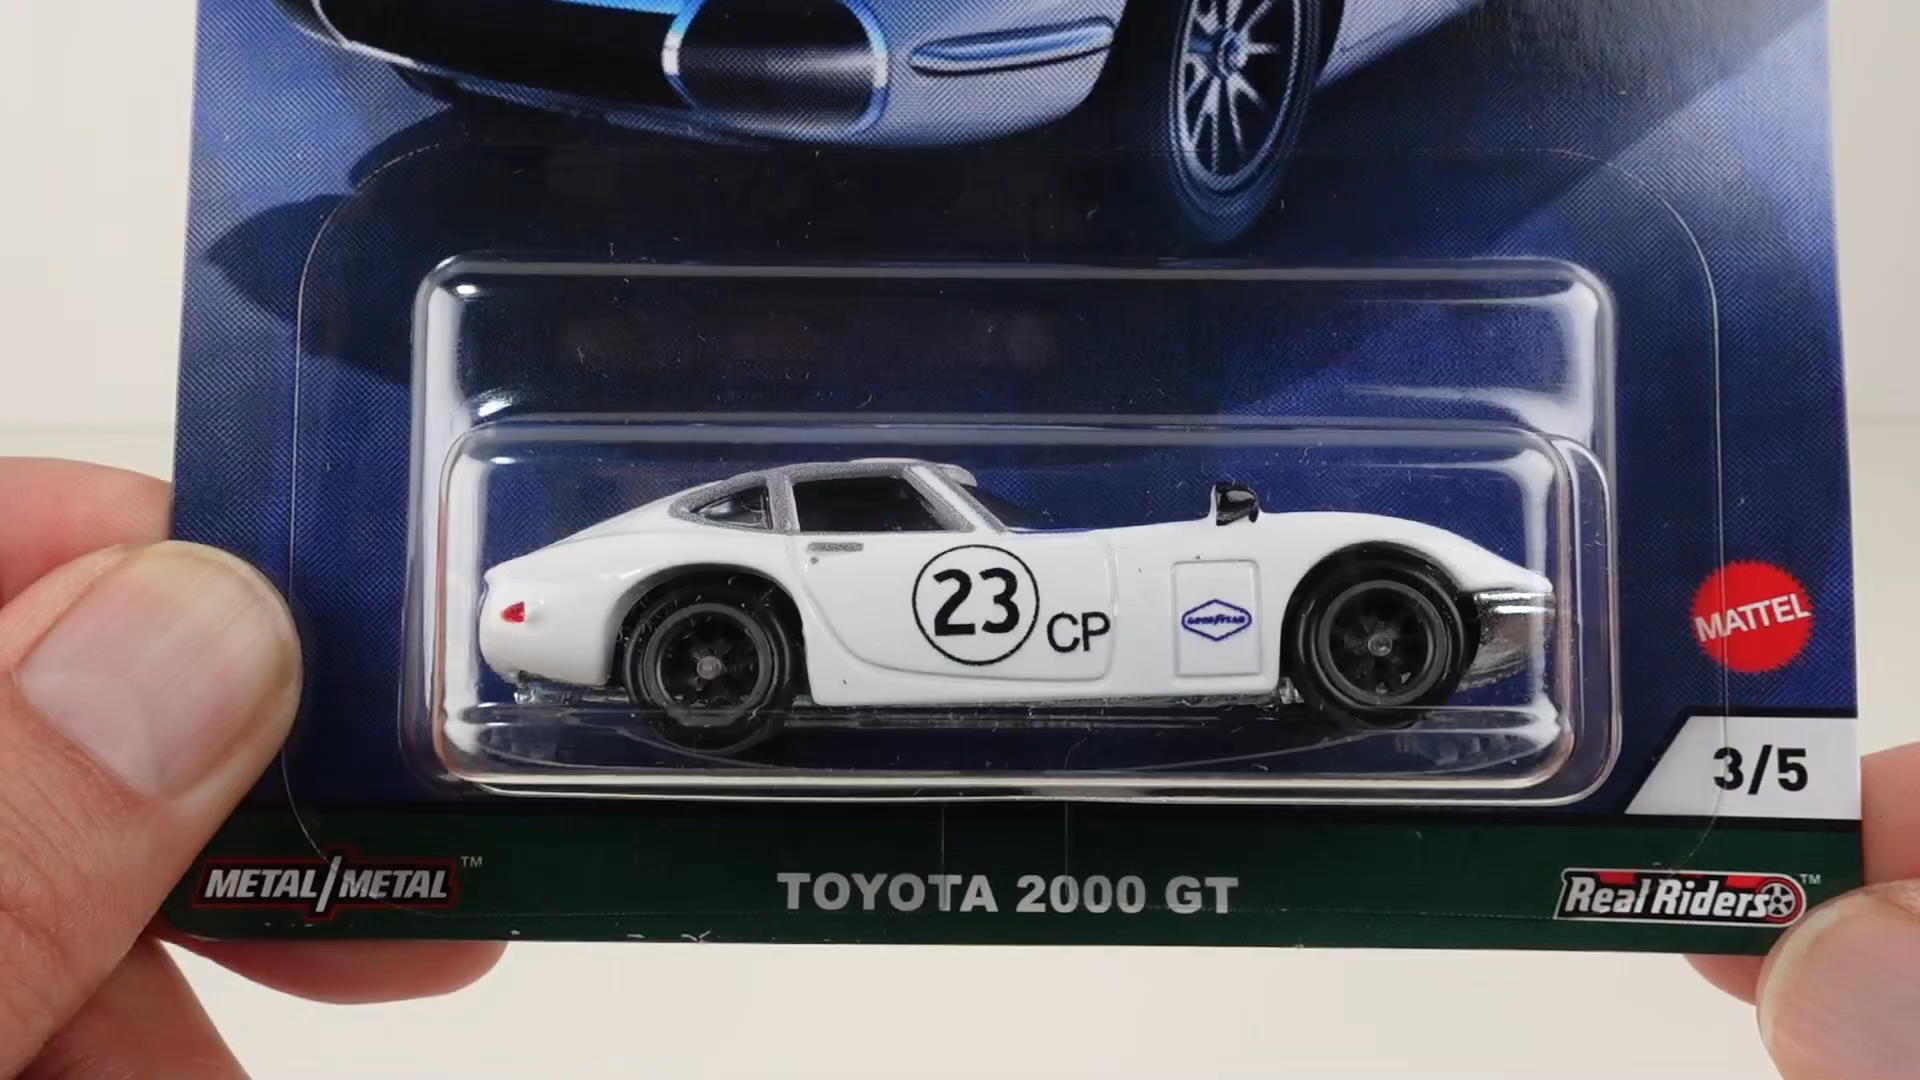 23
CP
GOODYEAR
MATTEL
3/5
METAL/METAL™
TOYOTA 2000 GT
Real Riders™